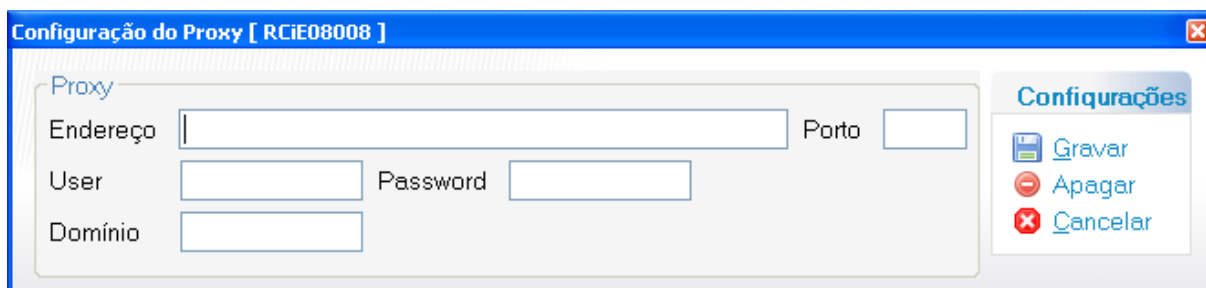 Configuração do Proxy [ RCiE08008 ]
Proxy
Endereço
Porto
User
Password
Domínio
Configurações
Gravar
Apagar
Cancelar